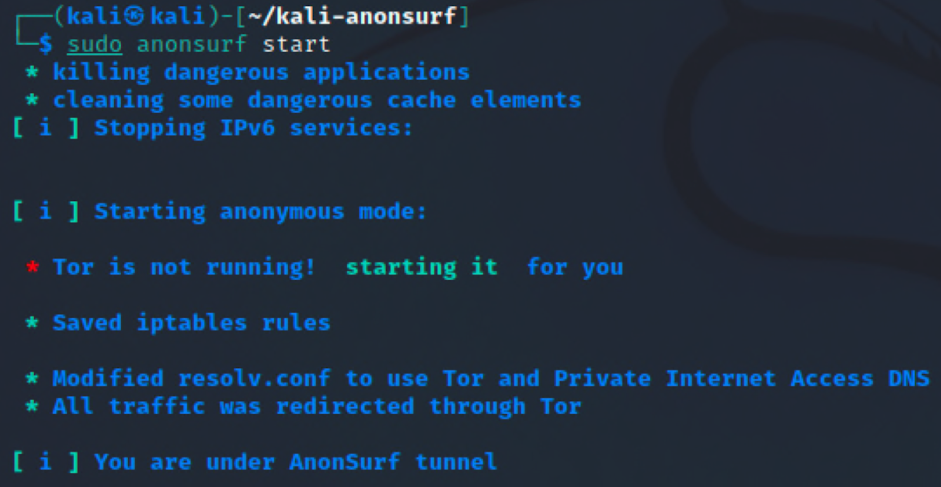 ┌──(kali㉿kali)-[~/kali-anonsurf]
└─$ sudo anonsurf start
* killing dangerous applications
* cleaning some dangerous cache elements
[ i ] Stopping IPv6 services:
[ i ] Starting anonymous mode:
* Tor is not running!  starting it  for you
* Saved iptables rules
* Modified resolv.conf to use Tor and Private Internet Access DNS
* All traffic was redirected through Tor
[ i ] You are under AnonSurf tunnel